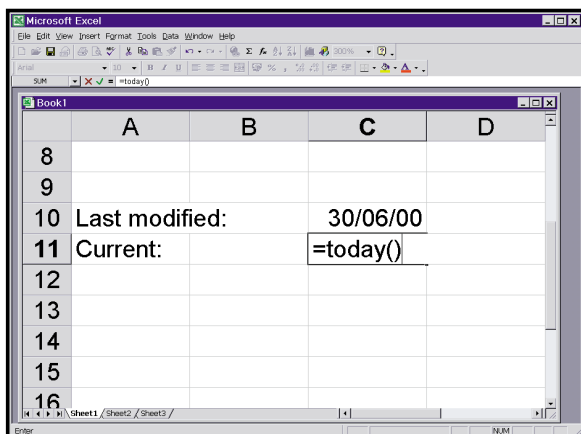 Microsoft Excel
File Edit View Insert Format Tools Data Window Help
300%
Arial 10 B I U
SUM =today()
Book1
A B C D
8
9
10 Last modified: 30/06/00
11 Current: =today()
12
13
14
15
16
Sheet1 Sheet2 Sheet3
Enter NUM